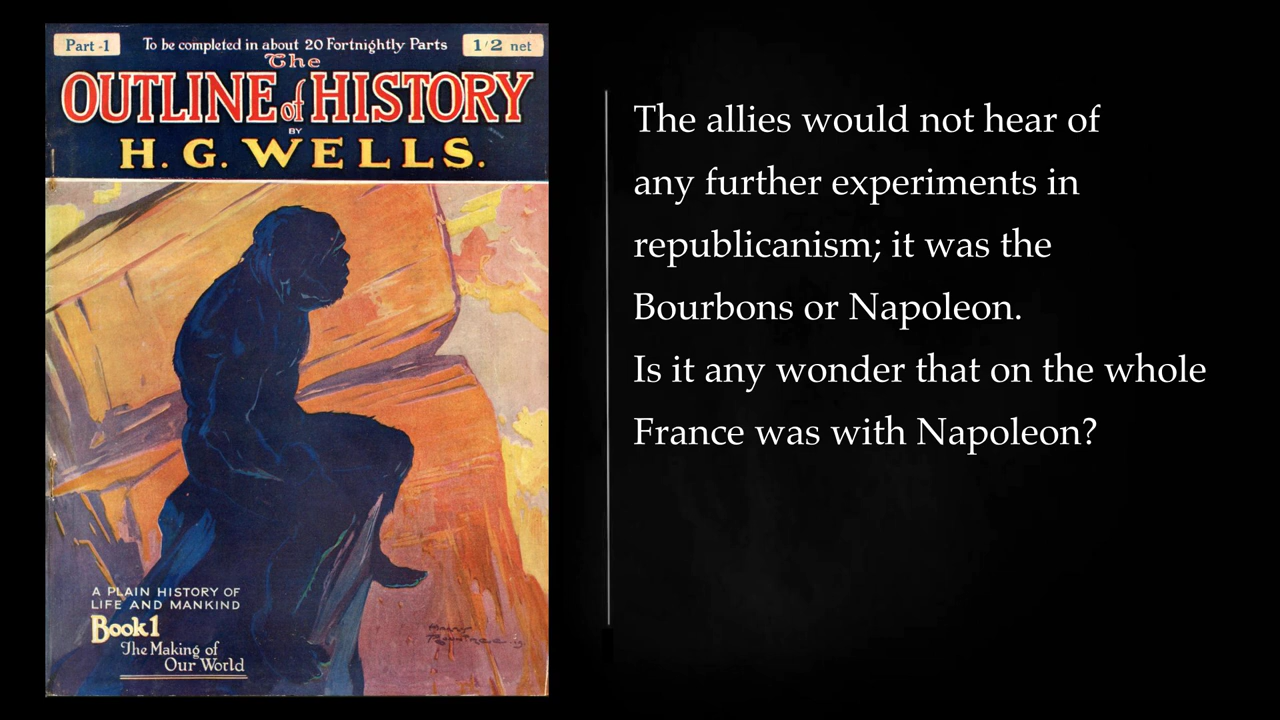 Part -1
To be completed in about 20 Fortnightly Parts
1/2 net
The
OUTLINE of HISTORY
BY
H. G. WELLS.
A PLAIN HISTORY OF
LIFE AND MANKIND
Book 1
The Making of
Our World
The allies would not hear of
any further experiments in
republicanism; it was the
Bourbons or Napoleon.
Is it any wonder that on the whole
France was with Napoleon?